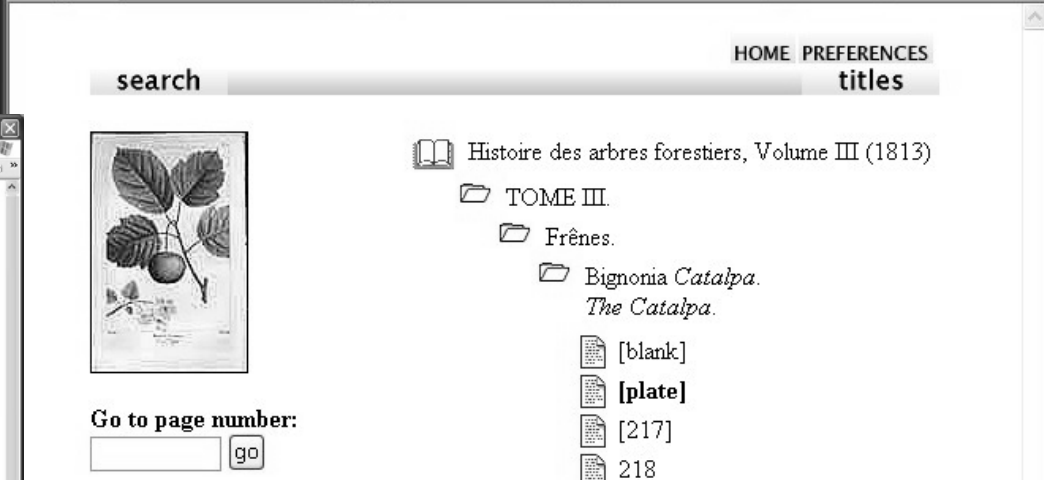 HOME PREFERENCES
search titles
Histoire des arbres forestiers, Volume III (1813)
TOME III.
Frênes.
Bignonia Catalpa.
The Catalpa.
[blank]
[plate]
[217]
218
Go to page number:
go